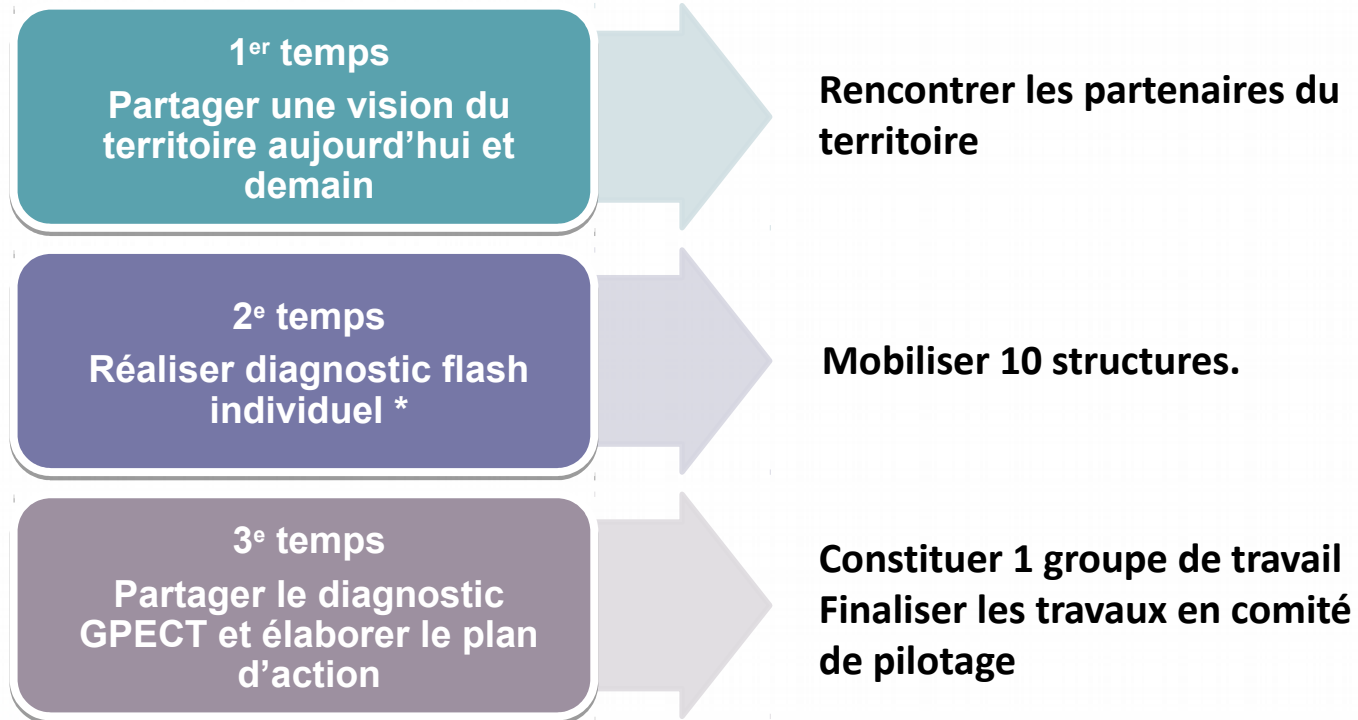 1er temps
Partager une vision du
territoire aujourd’hui et
demain
Rencontrer les partenaires du
territoire
2e temps
Réaliser diagnostic flash
individuel *
Mobiliser 10 structures.
3e temps
Partager le diagnostic
GPECT et élaborer le plan
d’action
Constituer 1 groupe de travail
Finaliser les travaux en comité
de pilotage